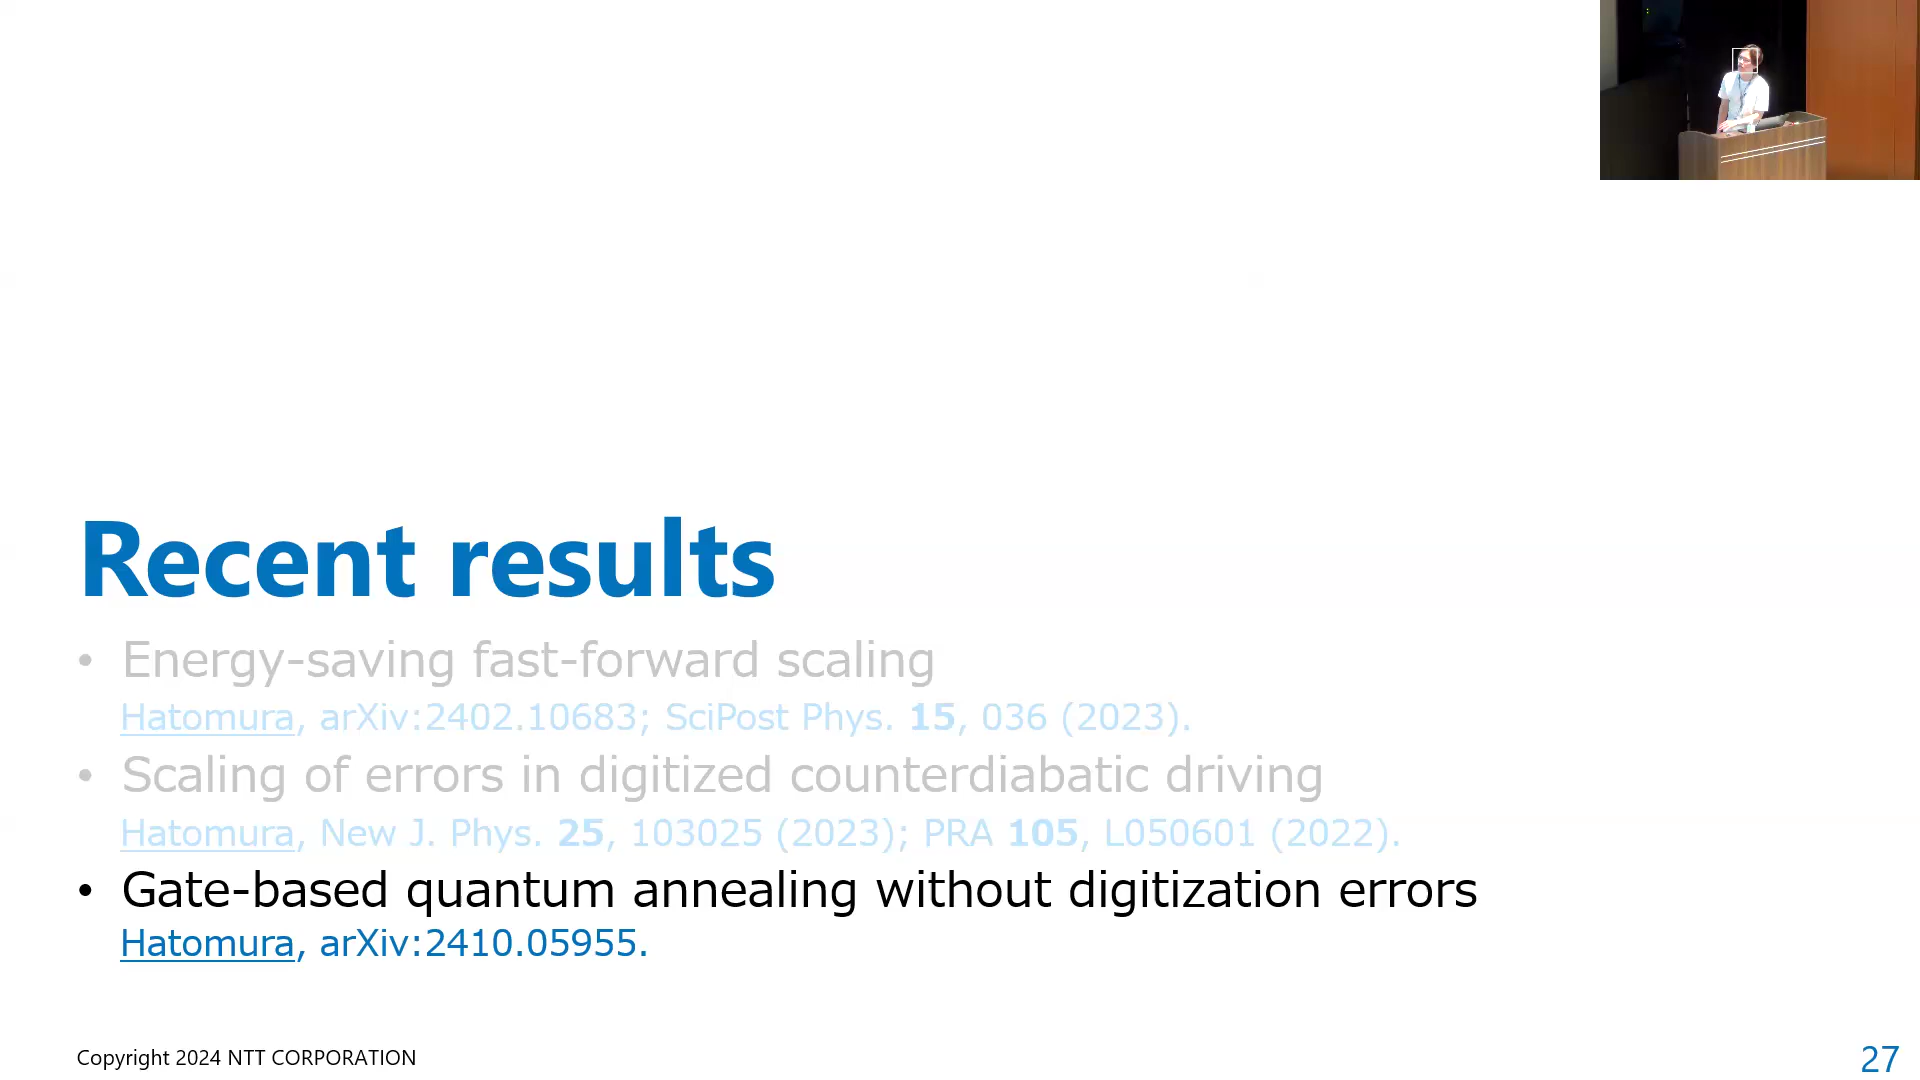 Recent results
• Energy-saving fast-forward scaling
Hatomura, arXiv:2402.10683; SciPost Phys. 15, 036 (2023).
• Scaling of errors in digitized counterdiabatic driving
Hatomura, New J. Phys. 25, 103025 (2023); PRA 105, L050601 (2022).
• Gate-based quantum annealing without digitization errors
Hatomura, arXiv:2410.05955.
Copyright 2024 NTT CORPORATION
27